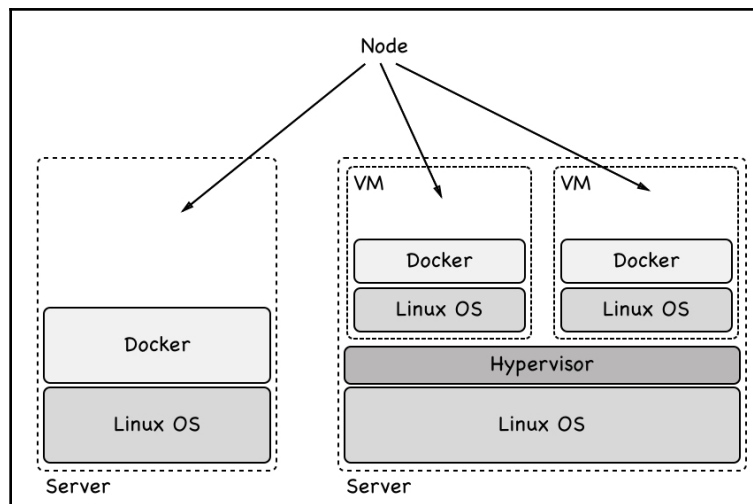 Node
VM
VM
Docker
Docker
Linux OS
Linux OS
Docker
Hypervisor
Linux OS
Linux OS
Server
Server